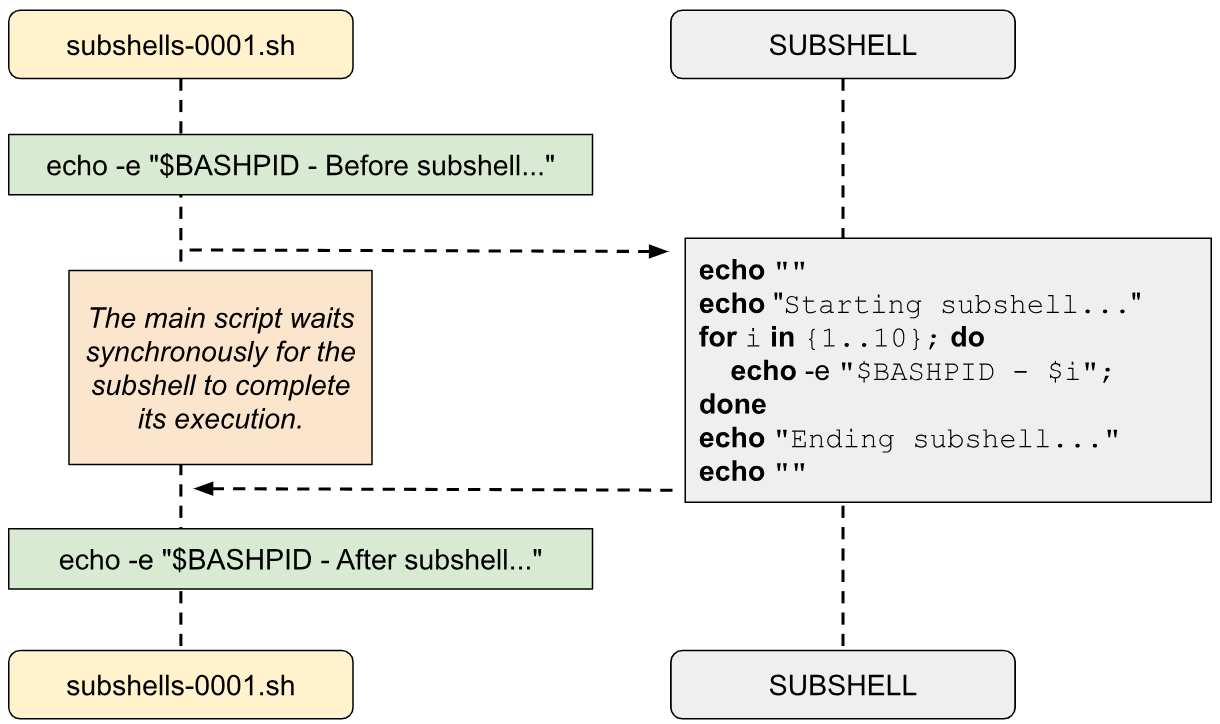 subshells-0001.sh
SUBSHELL
echo -e "$BASHPID - Before subshell..."
The main script waits
synchronously for the
subshell to complete
its execution.
echo ""
echo "Starting subshell..."
for i in {1..10}; do
    echo -e "$BASHPID - $i";
done
echo "Ending subshell..."
echo ""
echo -e "$BASHPID - After subshell..."
subshells-0001.sh
SUBSHELL